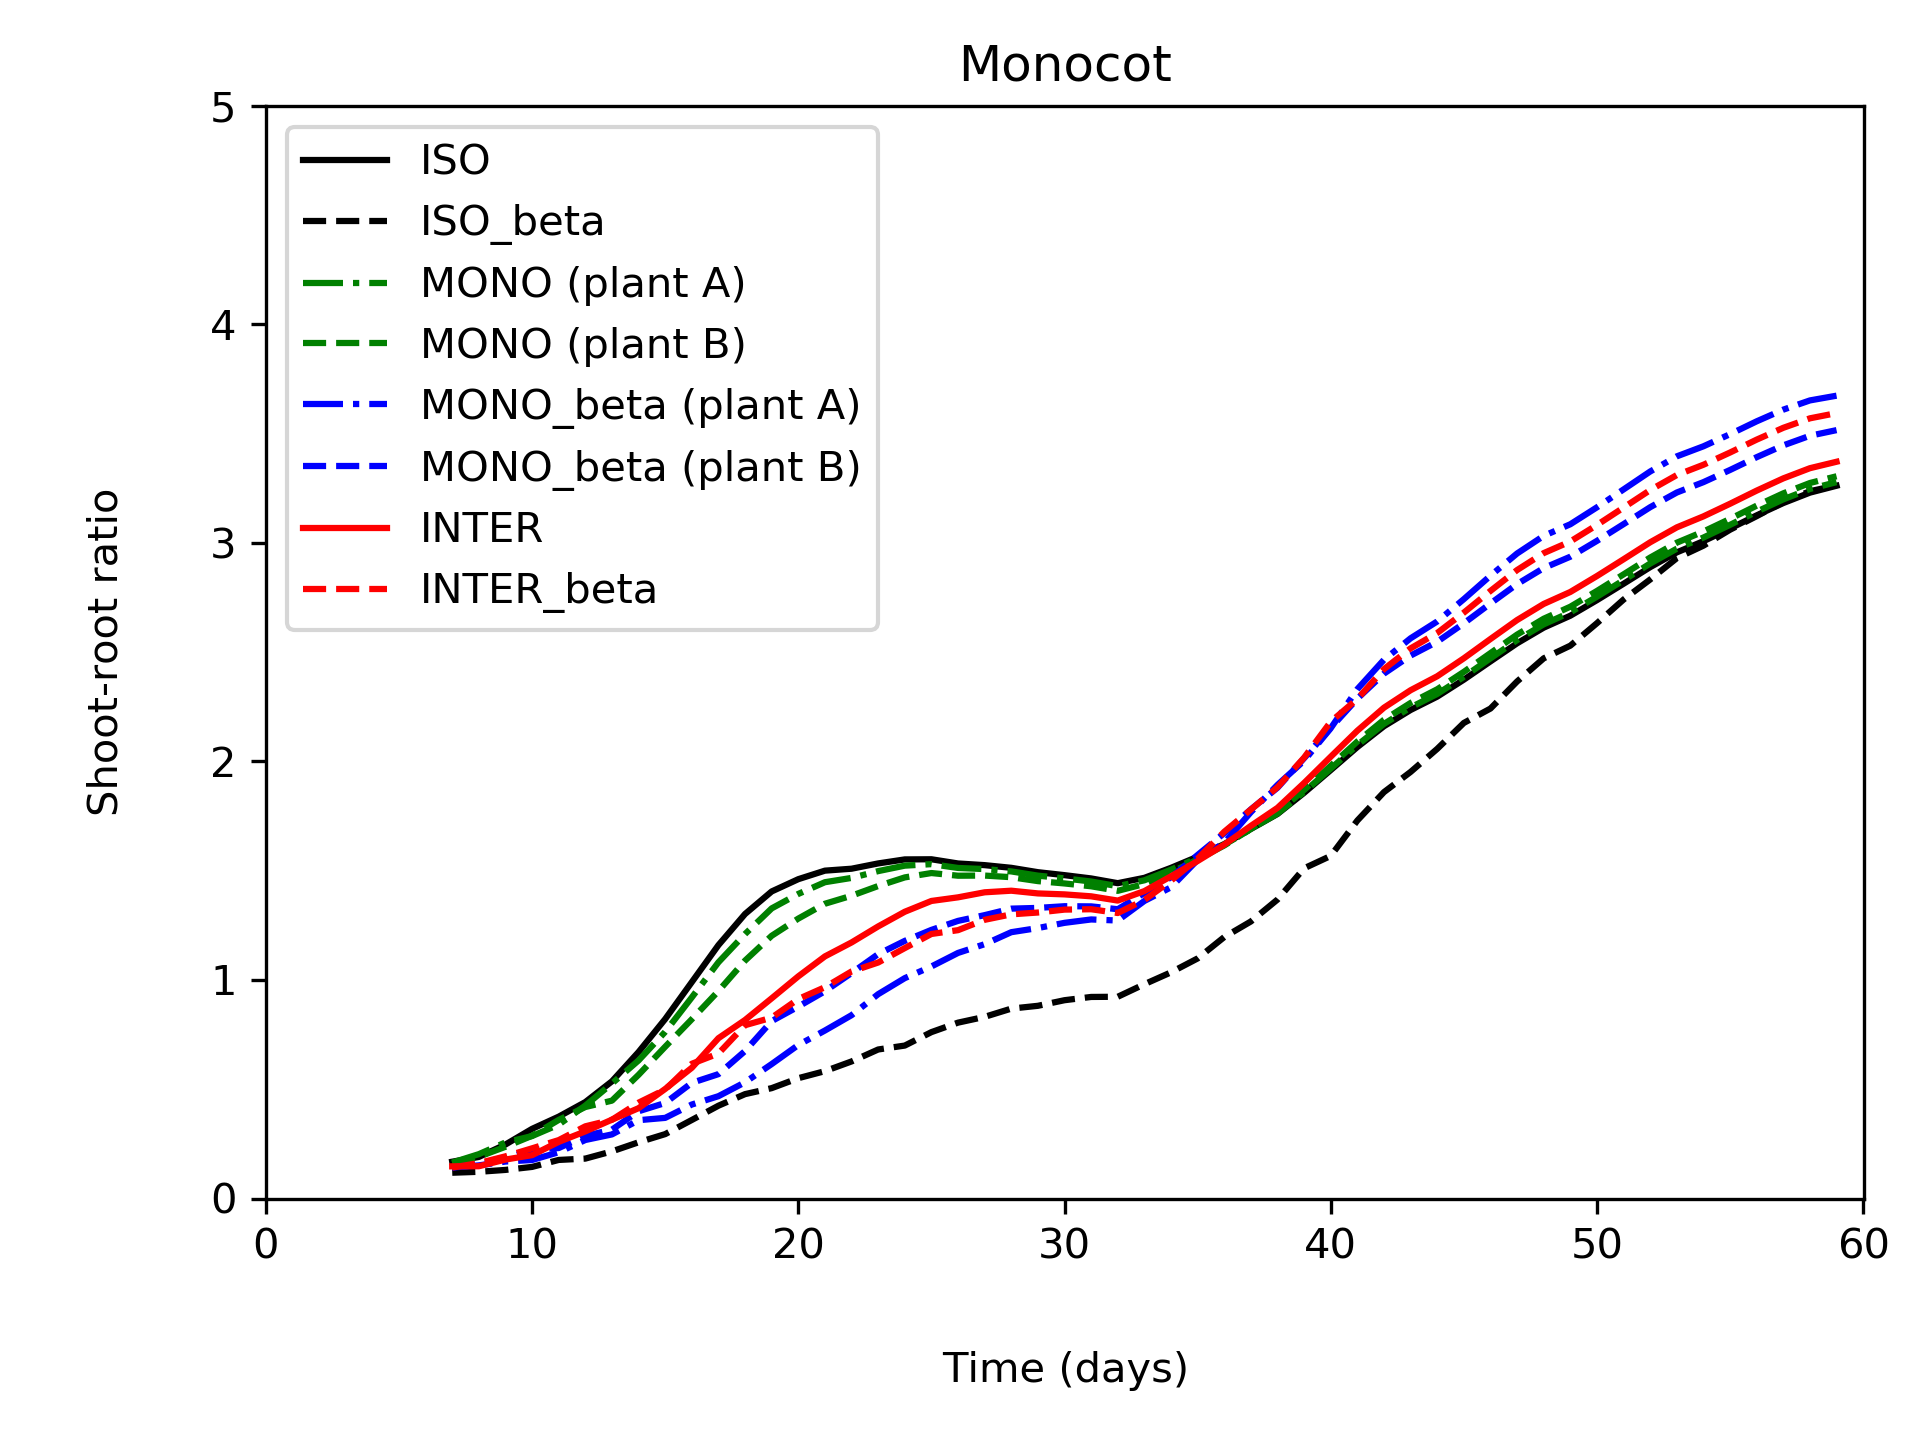 Monocot
5
4
3
2
1
0
Shoot-root ratio
ISO
ISO_beta
MONO (plant A)
MONO (plant B)
MONO_beta (plant A)
MONO_beta (plant B)
INTER
INTER_beta
0 10 20 30 40 50 60
Time (days)